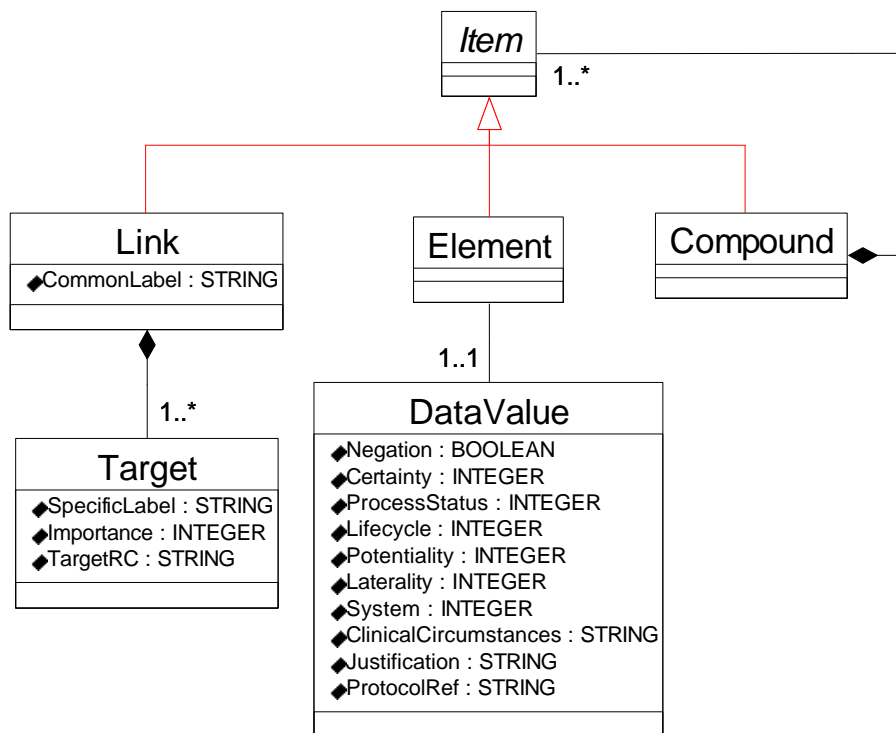 Item
1..*
Link
CommonLabel : STRING
Element
Compound
1..*
1..1
Target
SpecificLabel : STRING
Importance : INTEGER
TargetRC : STRING
DataValue
Negation : BOOLEAN
Certainty : INTEGER
ProcessStatus : INTEGER
Lifecycle : INTEGER
Potentiality : INTEGER
Laterality : INTEGER
System : INTEGER
ClinicalCircumstances : STRING
Justification : STRING
ProtocolRef : STRING